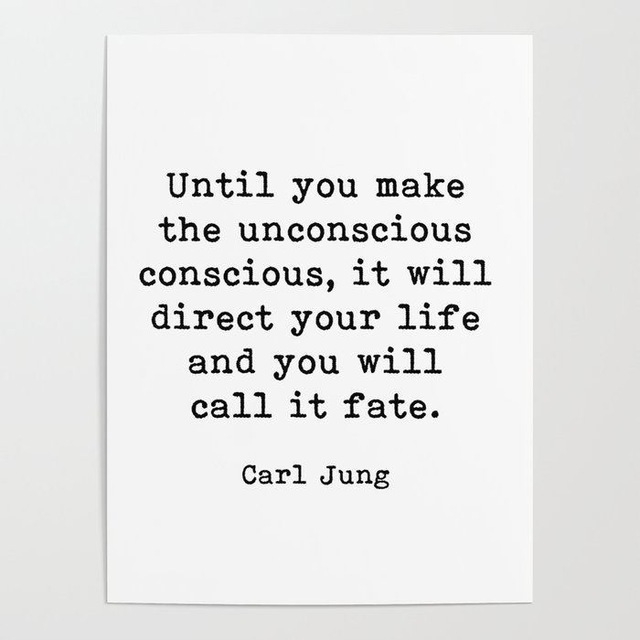 Until you make
the unconscious
conscious, it will
direct your life
and you will
call it fate.
Carl Jung